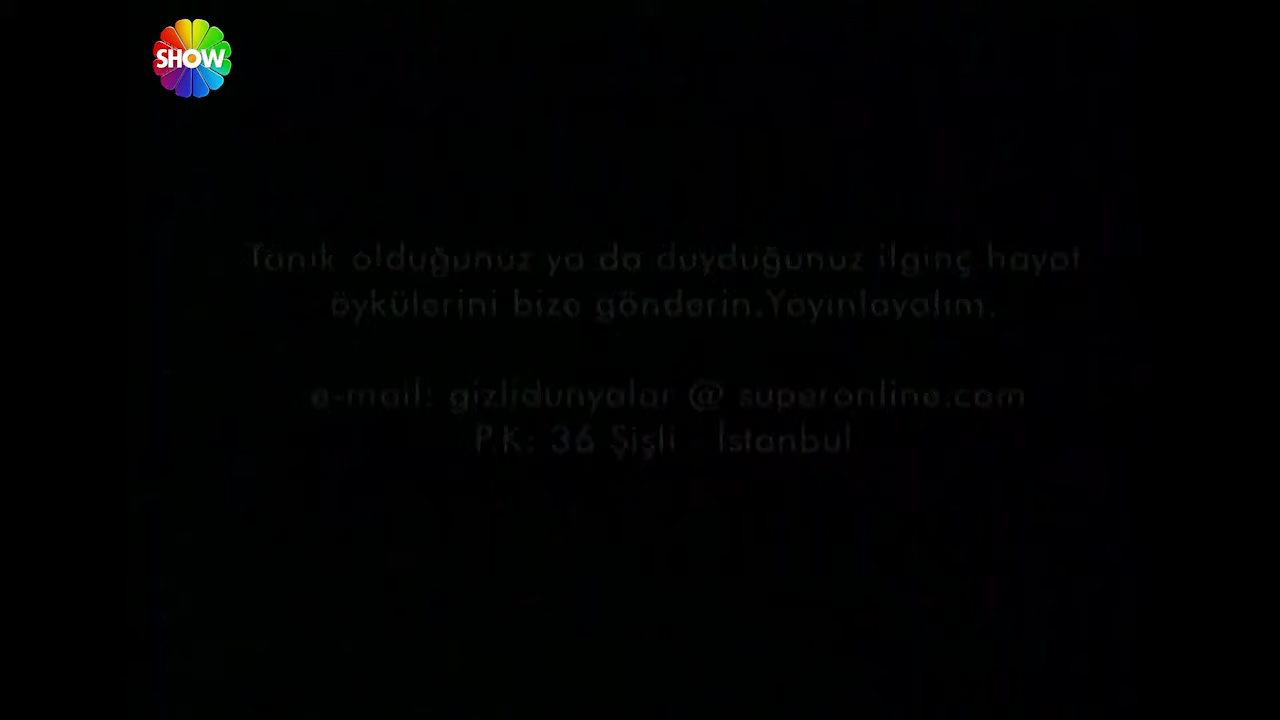 SHOW
Tanık olduğunuz ya da duyduğunuz ilginç hayat
öykülerini bize gönderin.Yayınlayalım.
e-mail: gizlidunyalar @ superonline.com
P.K: 36 Şişli - İstanbul